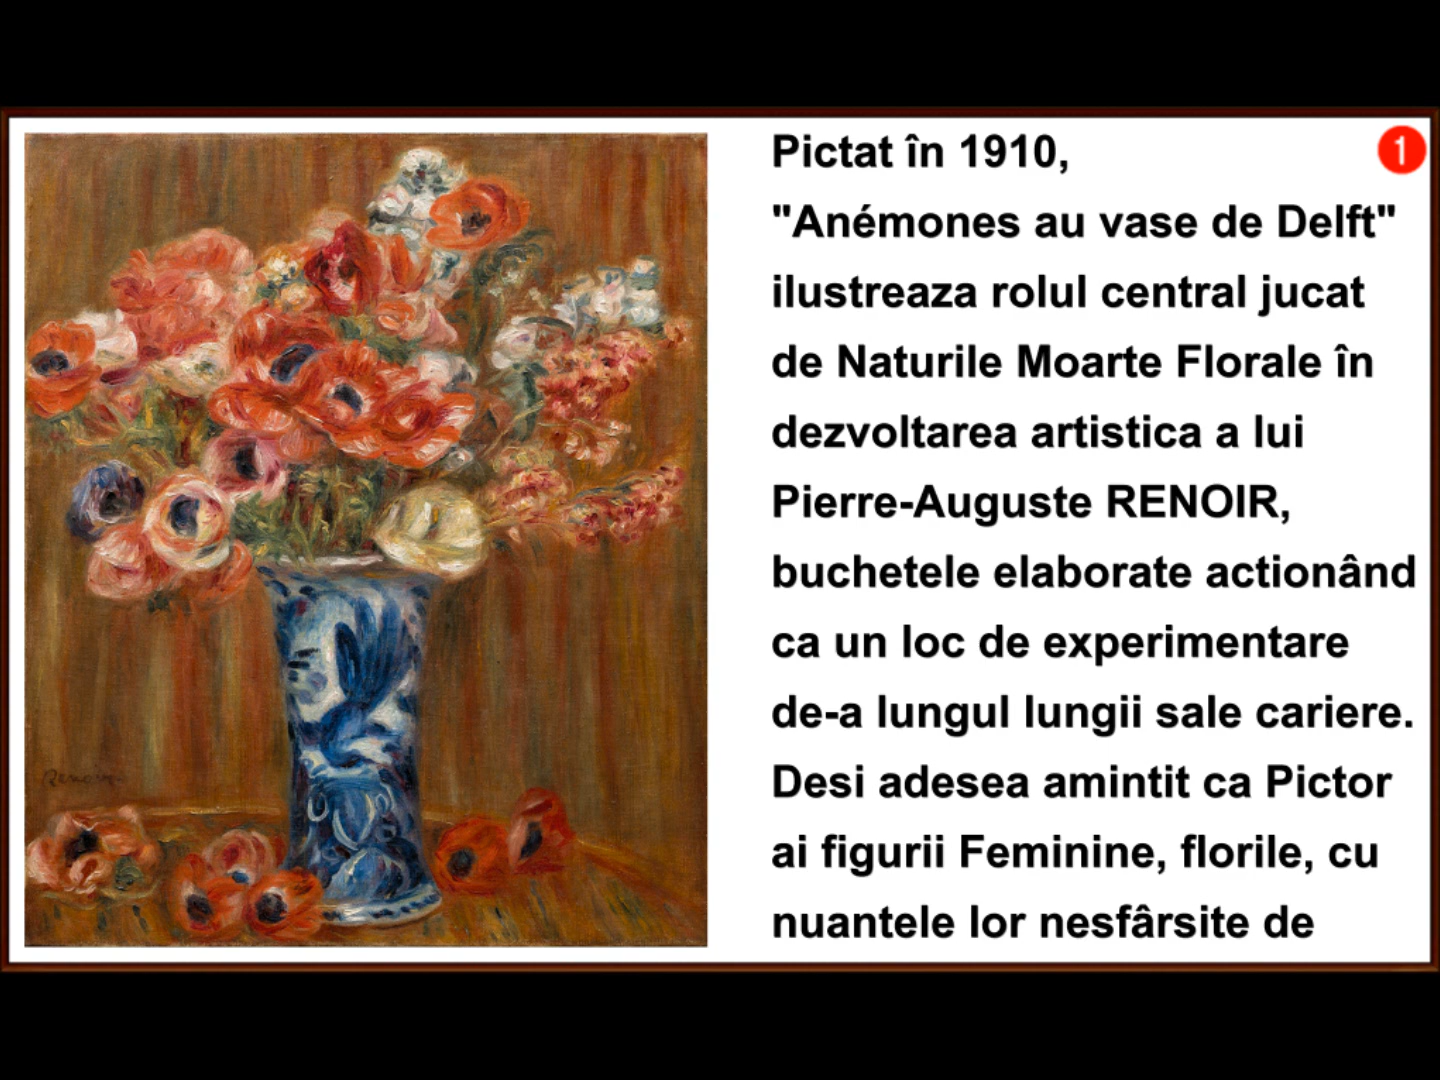 Pictat în 1910,
1
"Anémones au vase de Delft"
ilustreaza rolul central jucat
de Naturile Moarte Florale în
dezvoltarea artistica a lui
Pierre-Auguste RENOIR,
buchetele elaborate actionând
ca un loc de experimentare
de-a lungul lungii sale cariere.
Desi adesea amintit ca Pictor
ai figurii Feminine, florile, cu
nuantele lor nesfârsite de
Renoir.